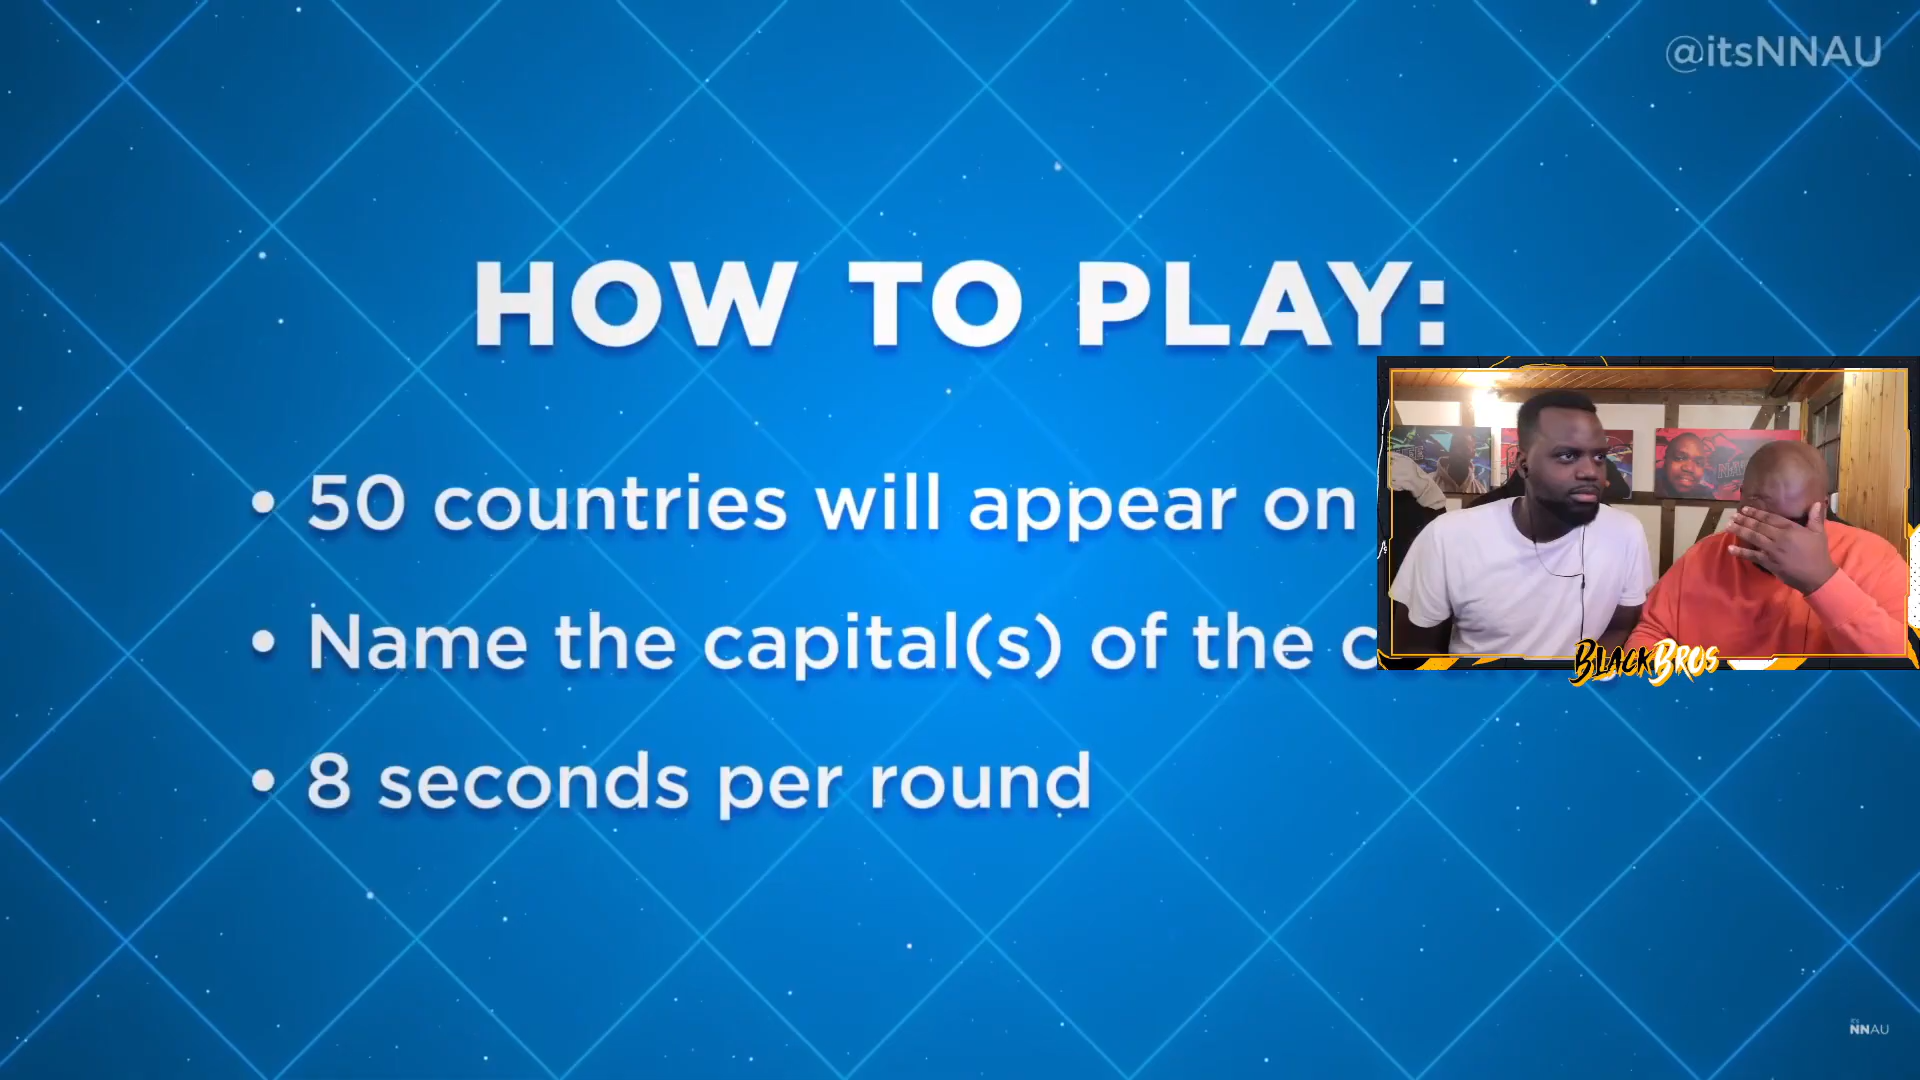 @itsNNAU
HOW TO PLAY:
• 50 countries will appear on
• Name the capital(s) of the c
• 8 seconds per round
BLACKBROS
IT'S
NNAU